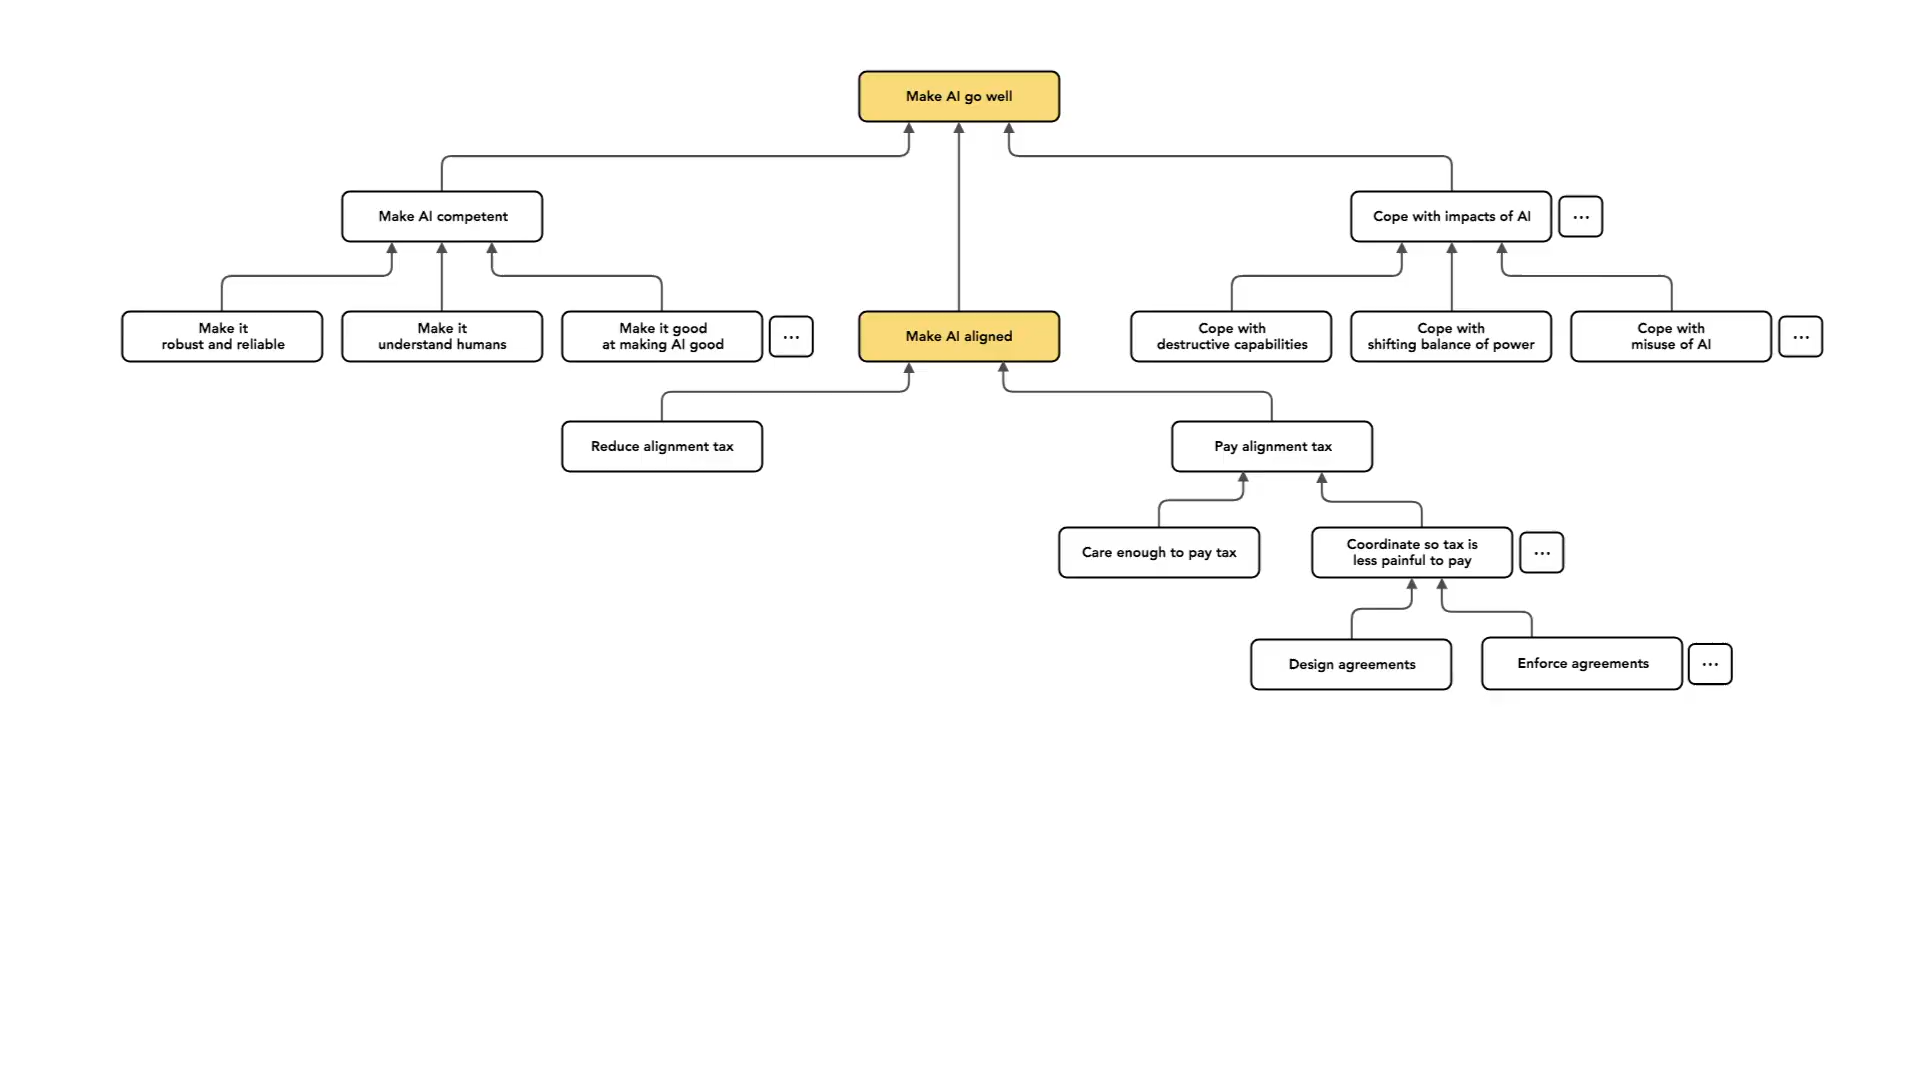 Make AI go well
Make AI competent
Cope with impacts of AI
...
Make it
robust and reliable
Make it
understand humans
Make it good
at making AI good
...
Make AI aligned
Cope with
destructive capabilities
Cope with
shifting balance of power
Cope with
misuse of AI
...
Reduce alignment tax
Pay alignment tax
Care enough to pay tax
Coordinate so tax is
less painful to pay
...
Design agreements
Enforce agreements
...